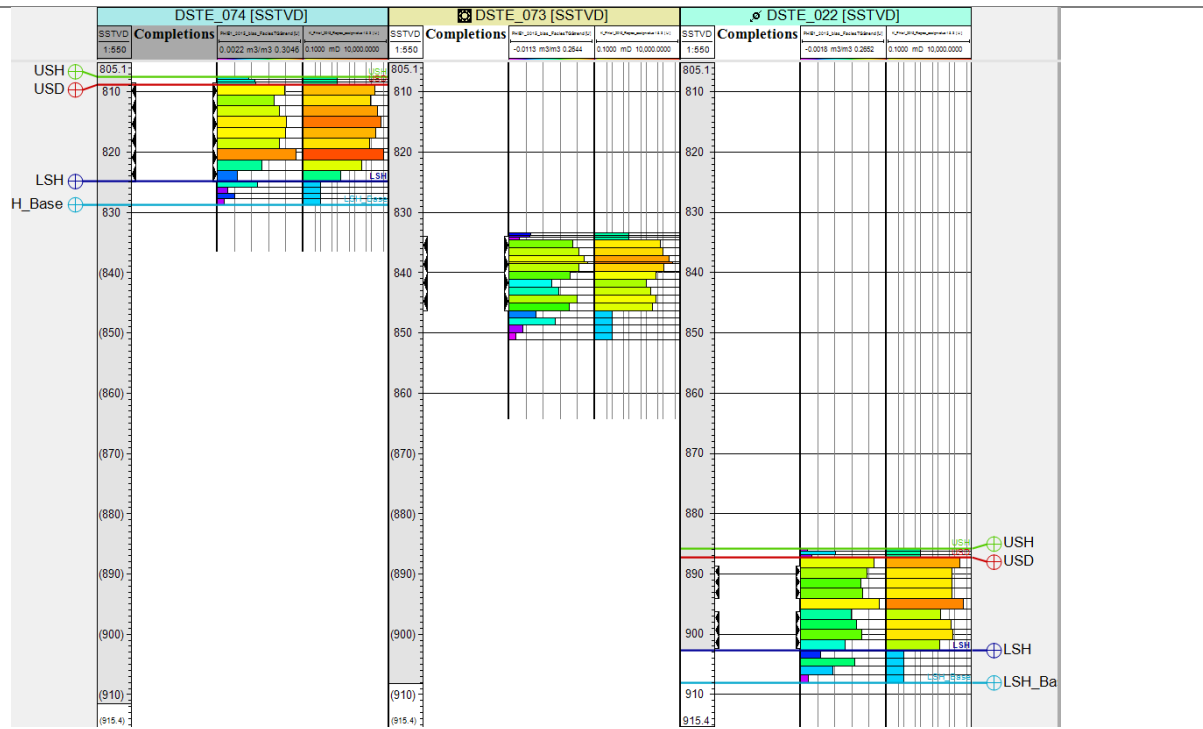 DSTE_074 [SSTVD]
DSTE_073 [SSTVD]
DSTE_022 [SSTVD]
SSTVD
Completions
0.0022 m3/m3 0.3046
0.1000 mD 10,000.0000
1:550
SSTVD
Completions
-0.0113 m3/m3 0.2644
0.1000 mD 10,000.0000
1:550
SSTVD
Completions
-0.0018 m3/m3 0.2652
0.1000 mD 10,000.0000
1:550
USH
USD
LSH
H_Base
805.1
810
820
830
(840)
(850)
(860)
(870)
(880)
(890)
(900)
(910)
(915.4)
USH
LSH
LSH_Base
805.1
810
820
830
840
850
860
(870)
(880)
(890)
(900)
(910)
(915.4)
805.1
810
820
830
840
850
860
870
880
890
900
910
915.4
USH
LSH
LSH_Base
USH
USD
LSH
LSH_Ba